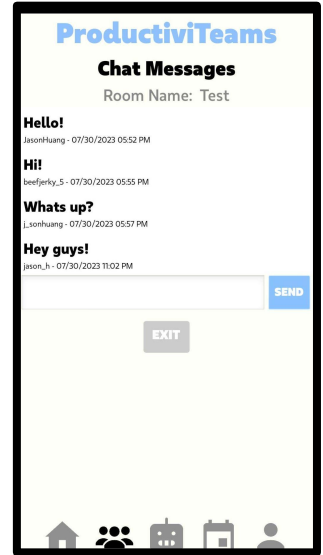 ProductiviTeams
Chat Messages
Room Name: Test
Hello!
JasonHuang - 07/30/2023 05:52 PM
Hi!
beefjerky_5 - 07/30/2023 05:55 PM
Whats up?
j_sonhuang - 07/30/2023 05:57 PM
Hey guys!
jason_h - 07/30/2023 11:02 PM
SEND
EXIT